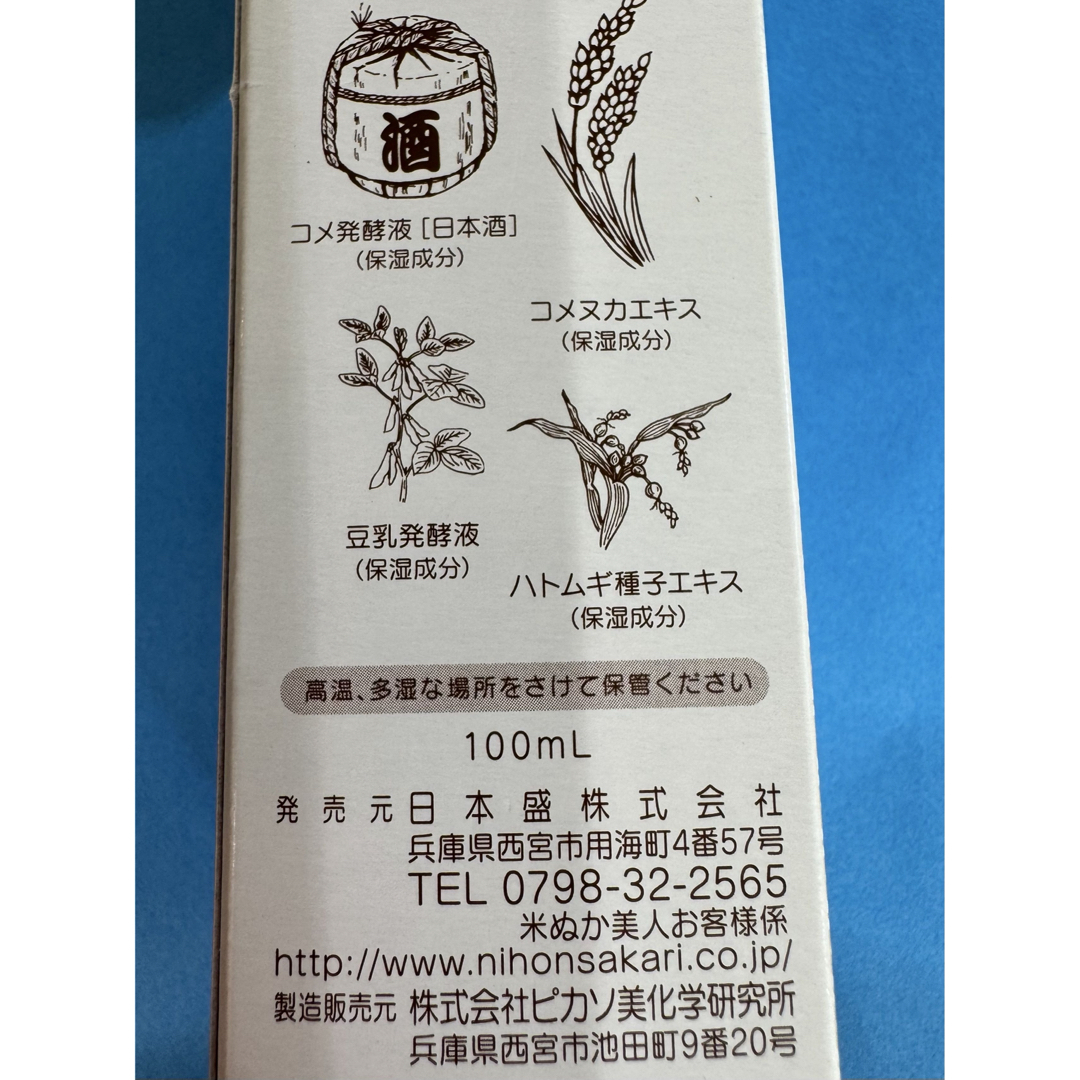 酒
コメ発酵液[日本酒]
(保湿成分)
コメヌカエキス
(保湿成分)
豆乳発酵液
(保湿成分)
ハトムギ種子エキス
(保湿成分)
高温、多湿な場所をさけて保管ください
100mL
発売元 日本盛株式会社
兵庫県西宮市用海町4番57号
TEL 0798-32-2565
米ぬか美人お客様係
http://www.nihonsakari.co.jp/
製造販売元 株式会社ピカソ美化学研究所
兵庫県西宮市池田町9番20号